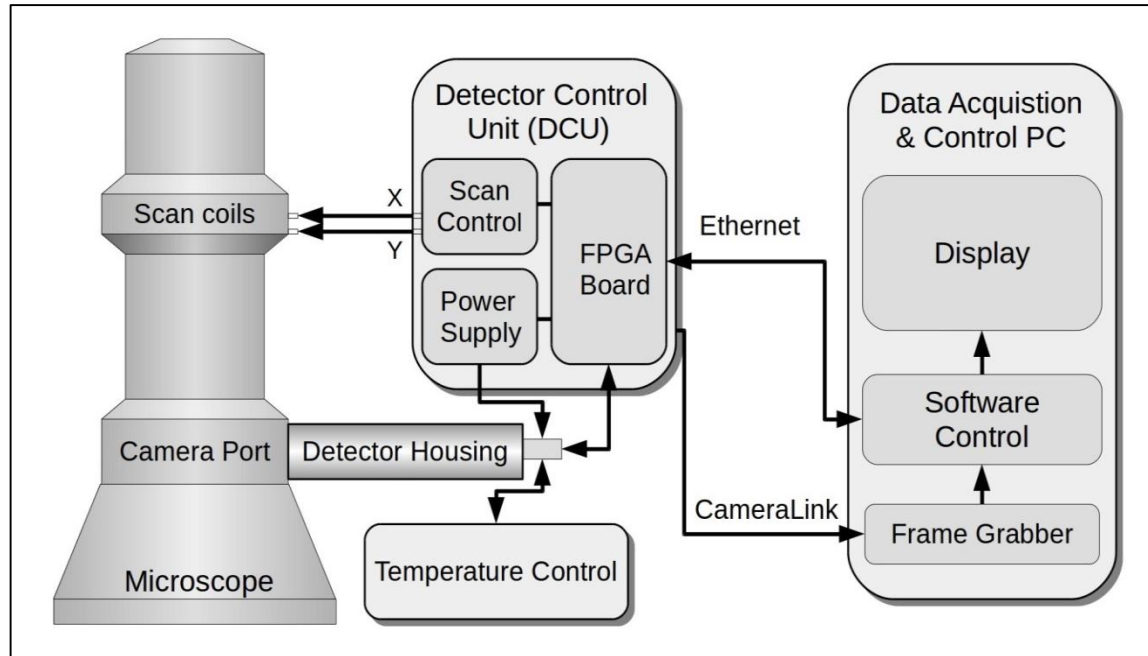 Detector Control
Unit (DCU)
Data Acquistion
& Control PC
Scan coils
X
Y
Scan
Control
FPGA
Board
Power
Supply
Ethernet
Display
Software
Control
Camera Port
Detector Housing
CameraLink
Frame Grabber
Temperature Control
Microscope